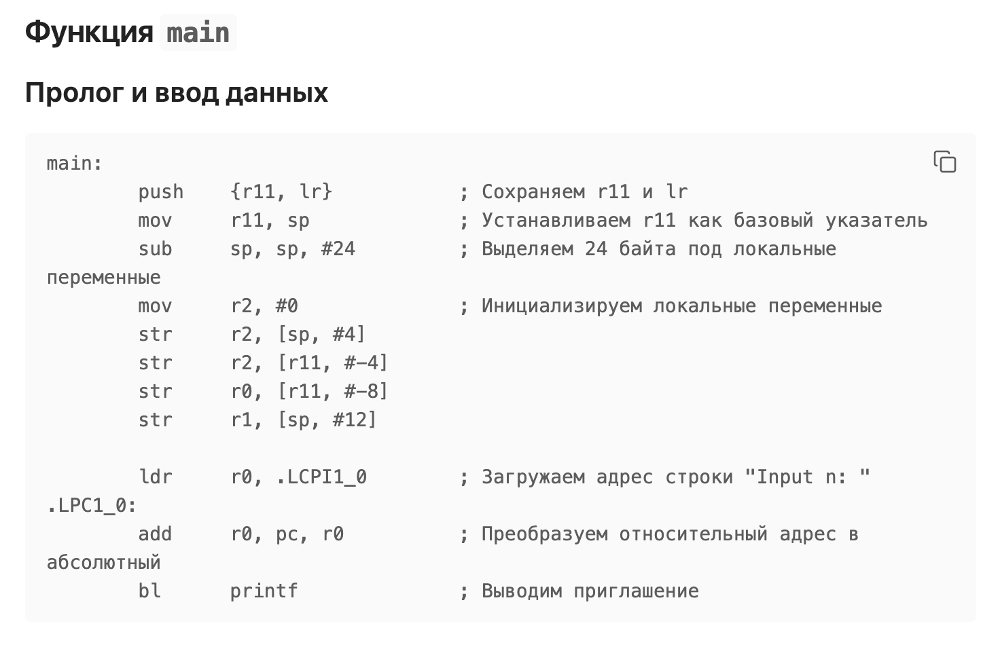 Функция main
Пролог и ввод данных
main:
        push    {r11, lr}           ; Сохраняем r11 и lr
        mov     r11, sp             ; Устанавливаем r11 как базовый указатель
        sub     sp, sp, #24         ; Выделяем 24 байта под локальные
переменные
        mov     r2, #0              ; Инициализируем локальные переменные
        str     r2, [sp, #4]
        str     r2, [r11, #-4]
        str     r0, [r11, #-8]
        str     r1, [sp, #12]

        ldr     r0, .LCPI1_0        ; Загружаем адрес строки "Input n: "
.LPC1_0:
        add     r0, pc, r0          ; Преобразуем относительный адрес в
абсолютный
        bl      printf              ; Выводим приглашение